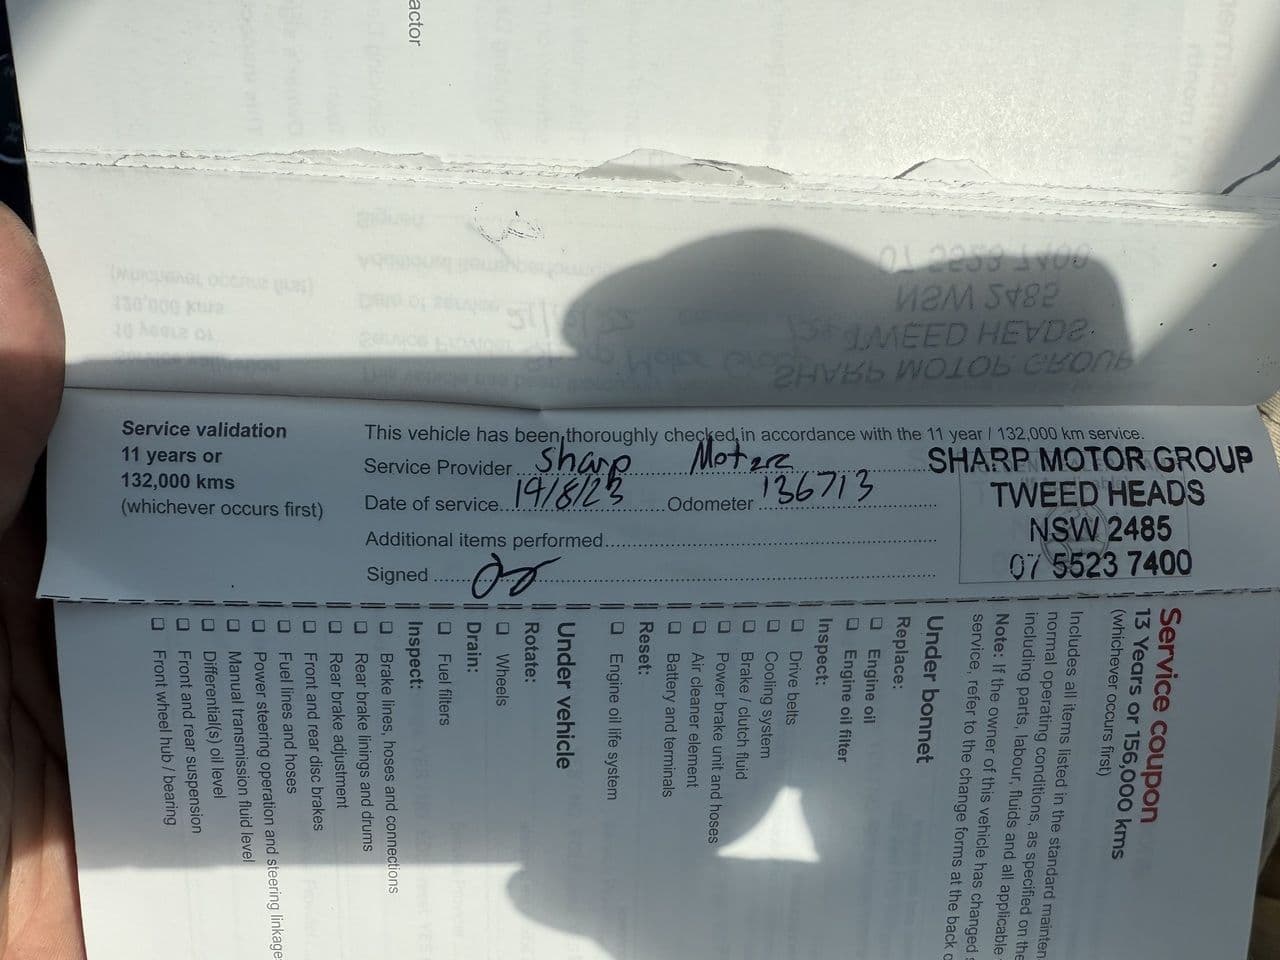 actor
Service validation
11 years or
132,000 kms
(whichever occurs first)
This vehicle has been thoroughly checked in accordance with the 11 year / 132,000 km service.
Service Provider Sharp Motors
Date of service 19/8/23 Odometer 136713
Additional items performed
Signed
SHARP MOTOR GROUP
TWEED HEADS
NSW 2485
07 5523 7400
Service coupon
13 Years or 156,000 kms
(whichever occurs first)
Includes all items listed in the standard mainten
normal operating conditions, as specified on the
including parts, labour, fluids and all applicable
Note: If the owner of this vehicle has changed
service, refer to the change forms at the back
Under bonnet
Replace:
Engine oil
Engine oil filter
Inspect:
Drive belts
Cooling system
Brake / clutch fluid
Power brake unit and hoses
Air cleaner element
Battery and terminals
Reset:
Engine oil life system
Under vehicle
Rotate:
Wheels
Drain:
Fuel filters
Inspect:
Brake lines, hoses and connections
Rear brake linings and drums
Rear brake adjustment
Front and rear disc brakes
Fuel lines and hoses
Power steering operation and steering linkage
Manual transmission fluid level
Differential(s) oil level
Front and rear suspension
Front wheel hub / bearing